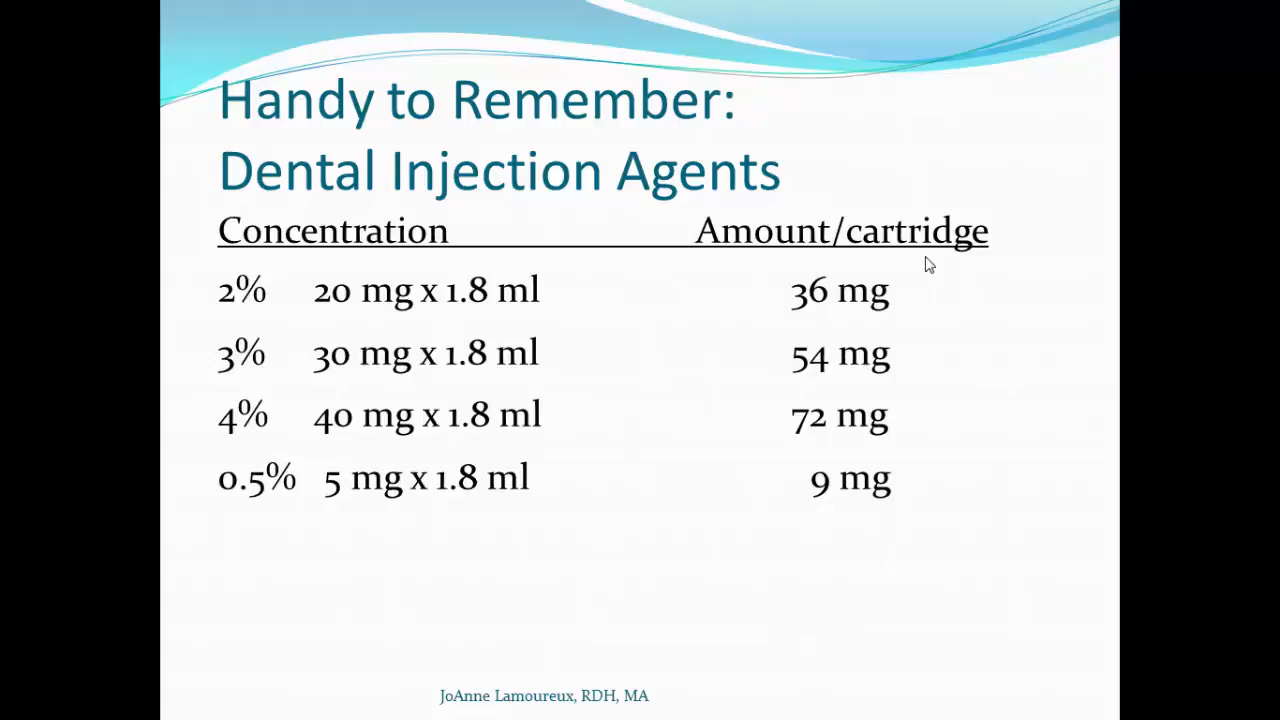 Handy to Remember:
Dental Injection Agents
Concentration Amount/cartridge
2% 20 mg x 1.8 ml 36 mg
3% 30 mg x 1.8 ml 54 mg
4% 40 mg x 1.8 ml 72 mg
0.5% 5 mg x 1.8 ml 9 mg
JoAnne Lamoureux, RDH, MA